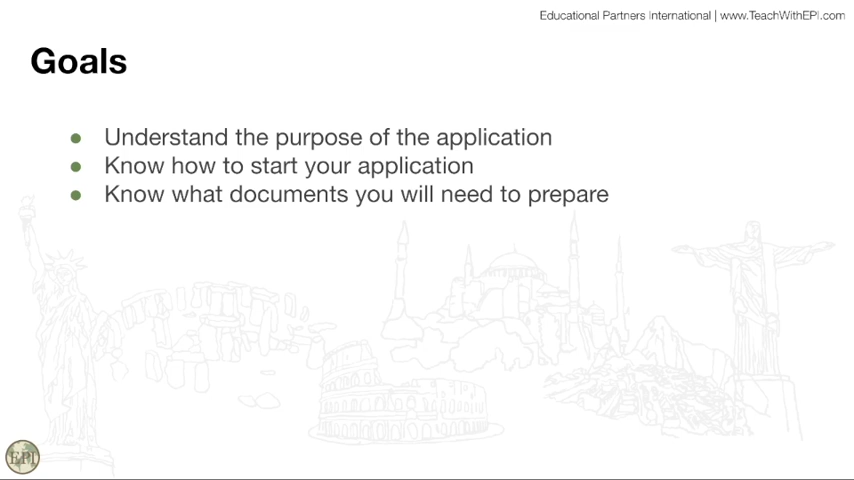 Educational Partners International | www.TeachWithEPI.com
Goals
● Understand the purpose of the application
● Know how to start your application
● Know what documents you will need to prepare
EPI